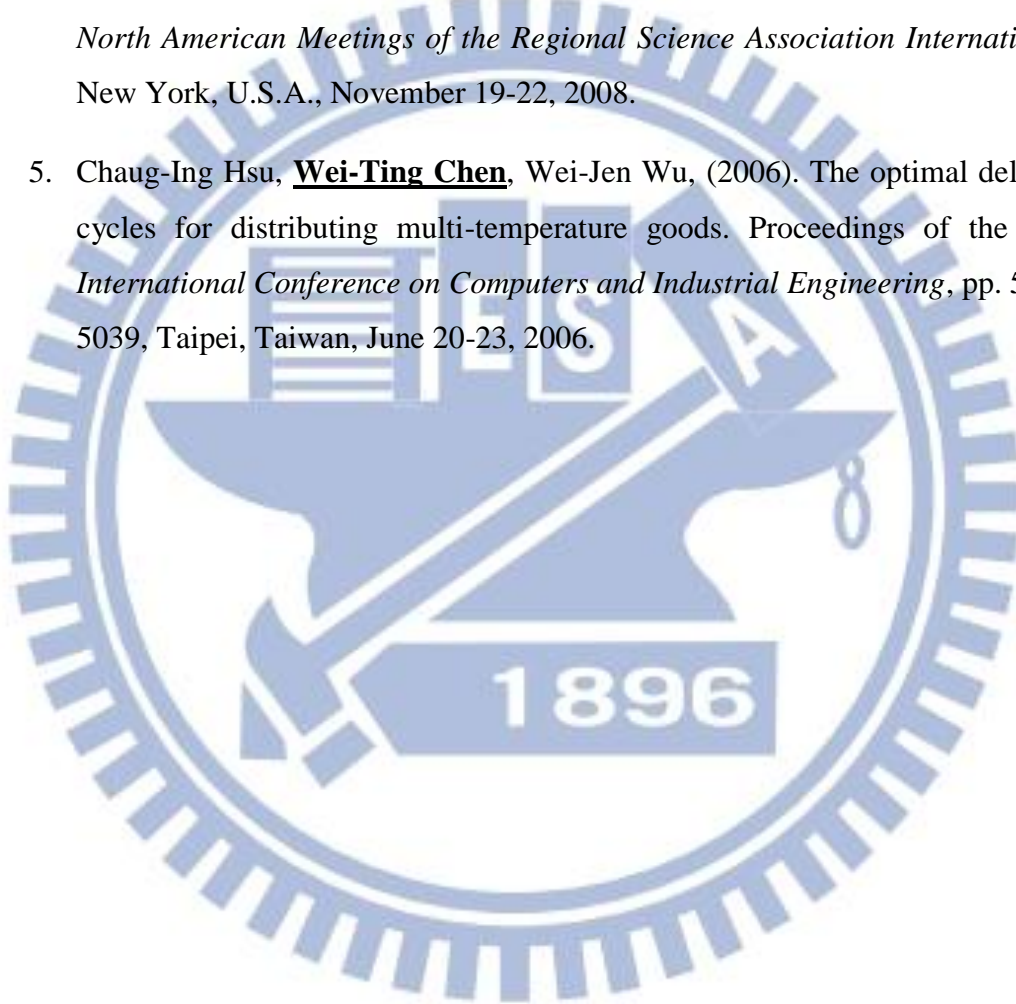 North American Meetings of the Regional Science Association Internati
New York, U.S.A., November 19-22, 2008.
5. Chaug-Ing Hsu, Wei-Ting Chen, Wei-Jen Wu, (2006). The optimal del
cycles for distributing multi-temperature goods. Proceedings of the
International Conference on Computers and Industrial Engineering, pp. 5
5039, Taipei, Taiwan, June 20-23, 2006.
E S A
1896